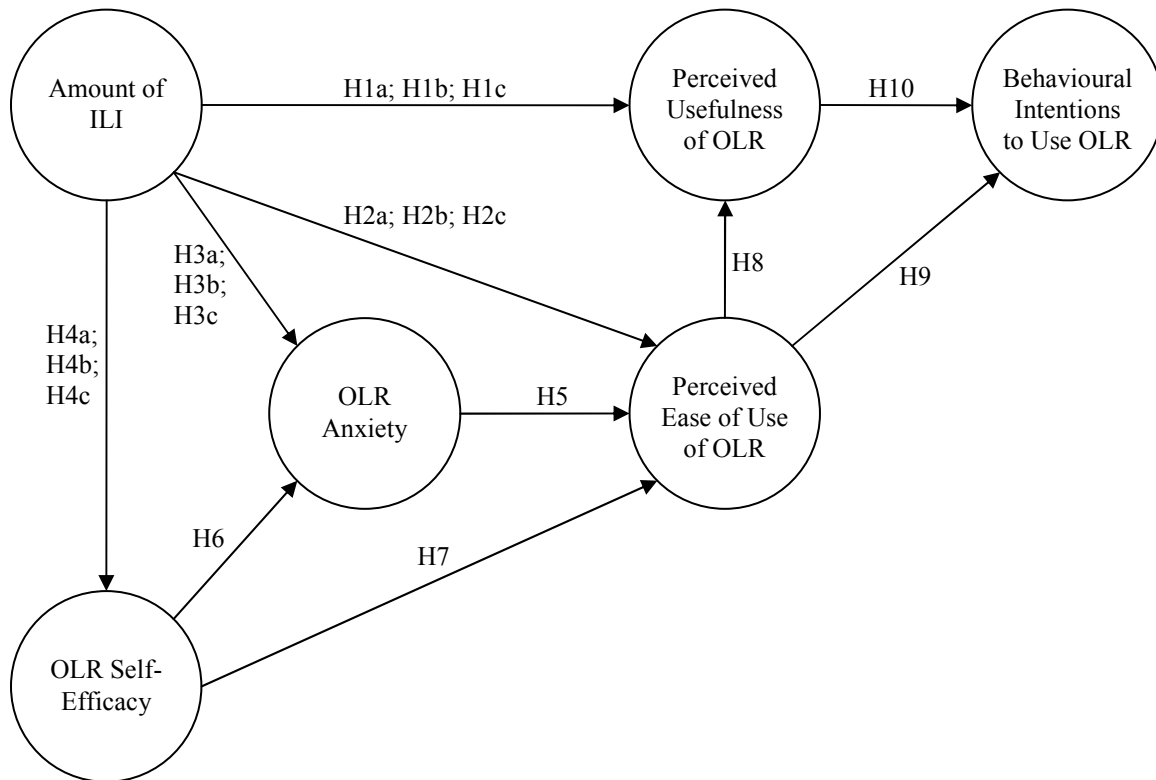 Amount of
ILI
H1a; H1b; H1c
Perceived
Usefulness
of OLR
H10
Behavioural
Intentions
to Use OLR
H2a; H2b; H2c
H3a;
H3b;
H3c
H8
H9
H4a;
H4b;
H4c
OLR
Anxiety
H5
Perceived
Ease of Use
of OLR
H6
H7
OLR Self-
Efficacy